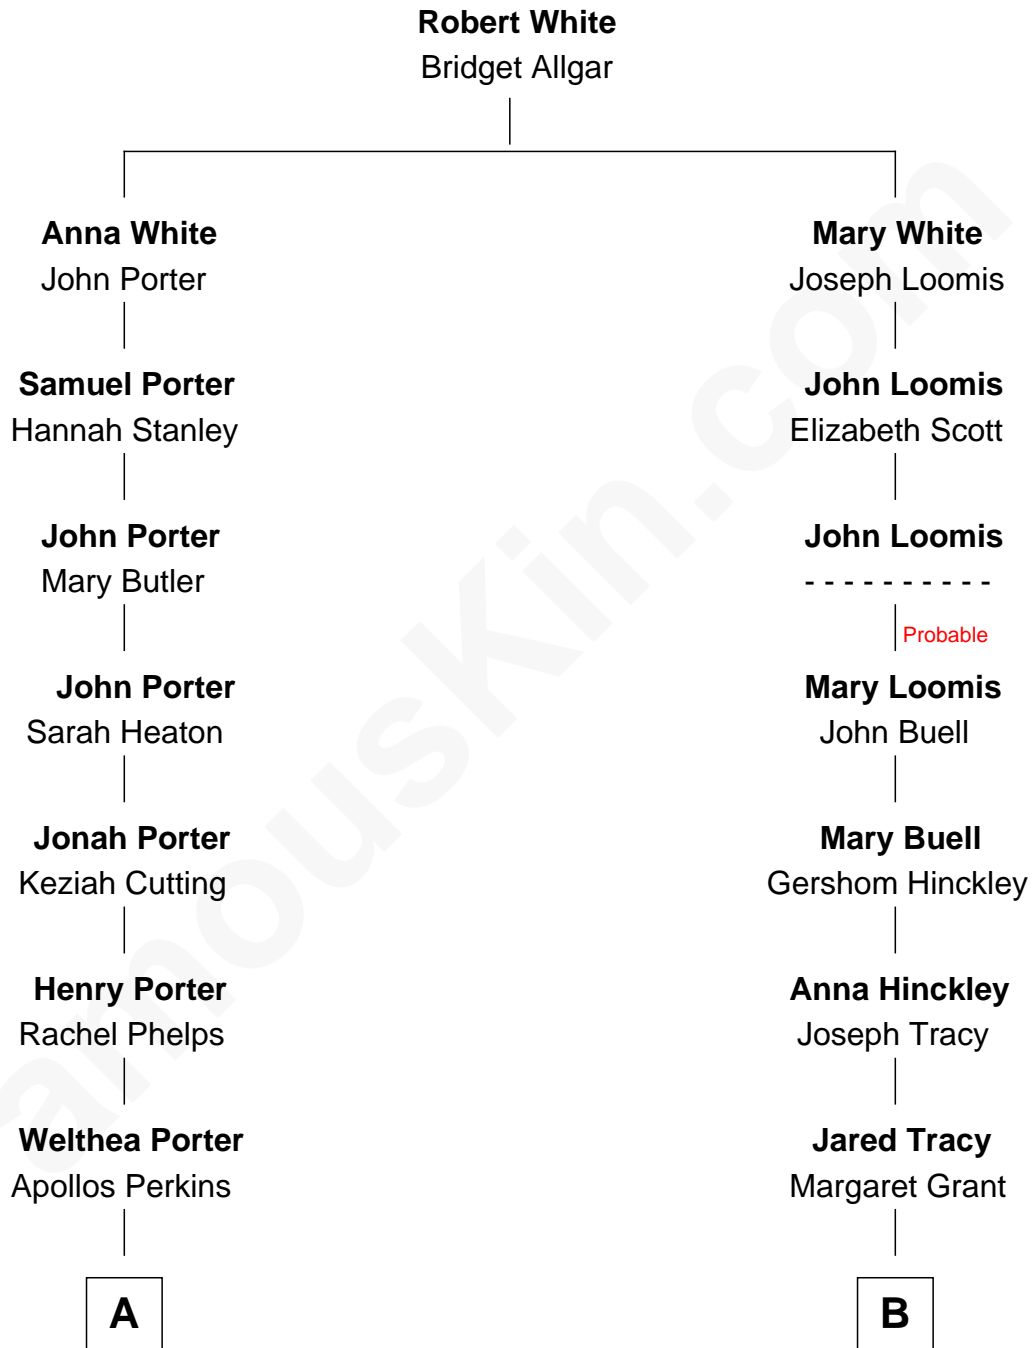 Robert White
Bridget Allgar
Anna White
John Porter
Mary White
Joseph Loomis
Samuel Porter
Hannah Stanley
John Loomis
Elizabeth Scott
John Porter
Mary Butler
John Loomis
- - - - - - - - - -
Probable
John Porter
Sarah Heaton
Mary Loomis
John Buell
Jonah Porter
Keziah Cutting
Mary Buell
Gershom Hinckley
Henry Porter
Rachel Phelps
Anna Hinckley
Joseph Tracy
Welthea Porter
Apollos Perkins
Jared Tracy
Margaret Grant
A
B
amouskin.com